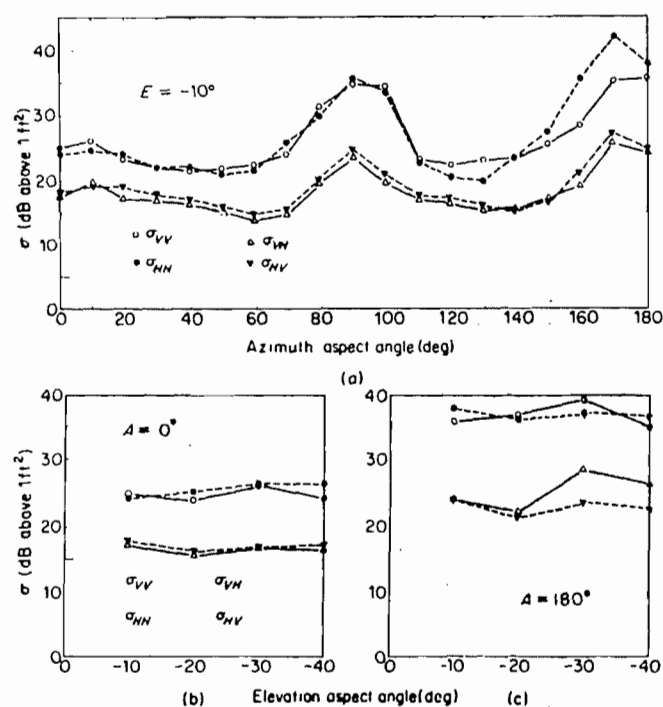 40
30
20
10
0
σ (dB above 1 ft²)
E = -10°
σVV
σVH
σHH
σHV
0 20 40 60 80 100 120 140 160 180
Azimuth aspect angle (deg)
(a)
40
30
20
10
0
σ (dB above 1 ft²)
A = 0°
σVV σVH
σHH σHV
0 -10 -20 -30 -40
40
30
20
10
0
A = 180°
0 -10 -20 -30 -40
(b) Elevation aspect angle (deg) (c)